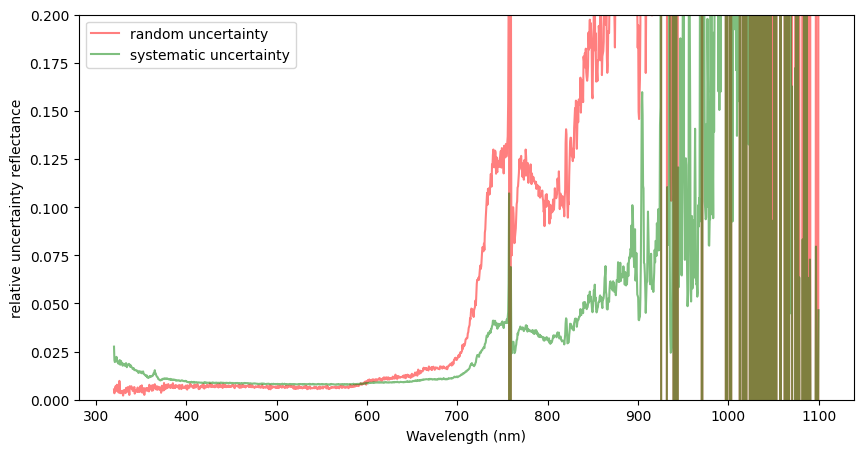 random uncertainty
systematic uncertainty
0.200
0.175
0.150
0.125
0.100
0.075
0.050
0.025
0.000
relative uncertainty reflectance
300 400 500 600 700 800 900 1000 1100
Wavelength (nm)